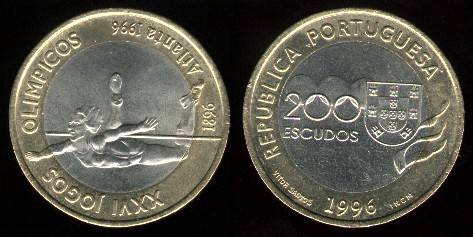 XXVI JOGOS OLIMPICOS
Atlanta 1996
1896
REPUBLICA PORTUGUESA
200
ESCUDOS
VITOR SANTOS
INCM
1996